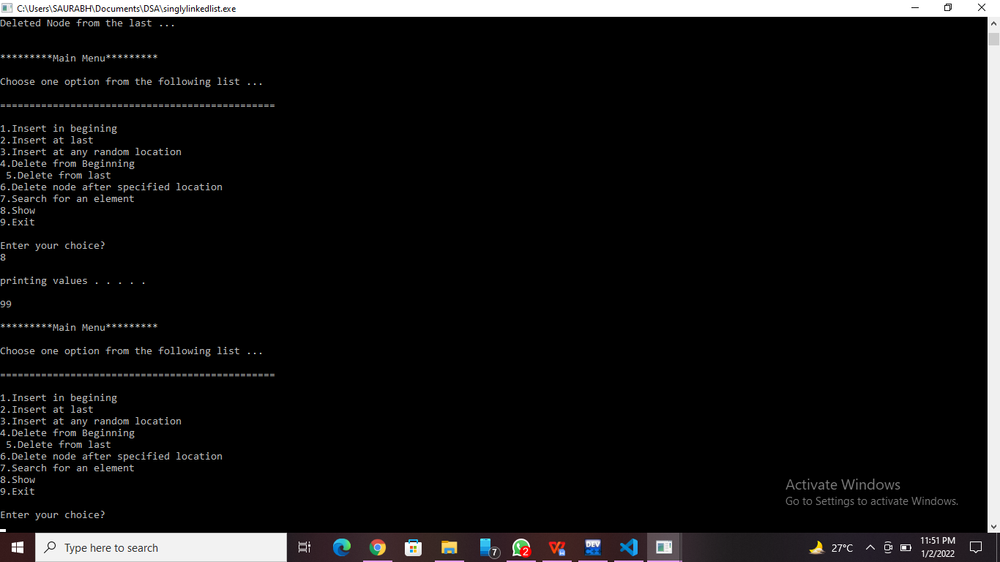 C:\Users\SAURABH\Documents\DSA\singlylinkedlist.exe
Deleted Node from the last ...
*********Main Menu*********
Choose one option from the following list ...
===============================================
1.Insert in begining
2.Insert at last
3.Insert at any random location
4.Delete from Beginning
5.Delete from last
6.Delete node after specified location
7.Search for an element
8.Show
9.Exit
Enter your choice?
8
printing values . . . . .
99
*********Main Menu*********
Choose one option from the following list ...
===============================================
1.Insert in begining
2.Insert at last
3.Insert at any random location
4.Delete from Beginning
5.Delete from last
6.Delete node after specified location
7.Search for an element
8.Show
9.Exit
Enter your choice?
Activate Windows
Go to Settings to activate Windows.
Type here to search
7
2
DEV
27°C
11:51 PM
1/2/2022